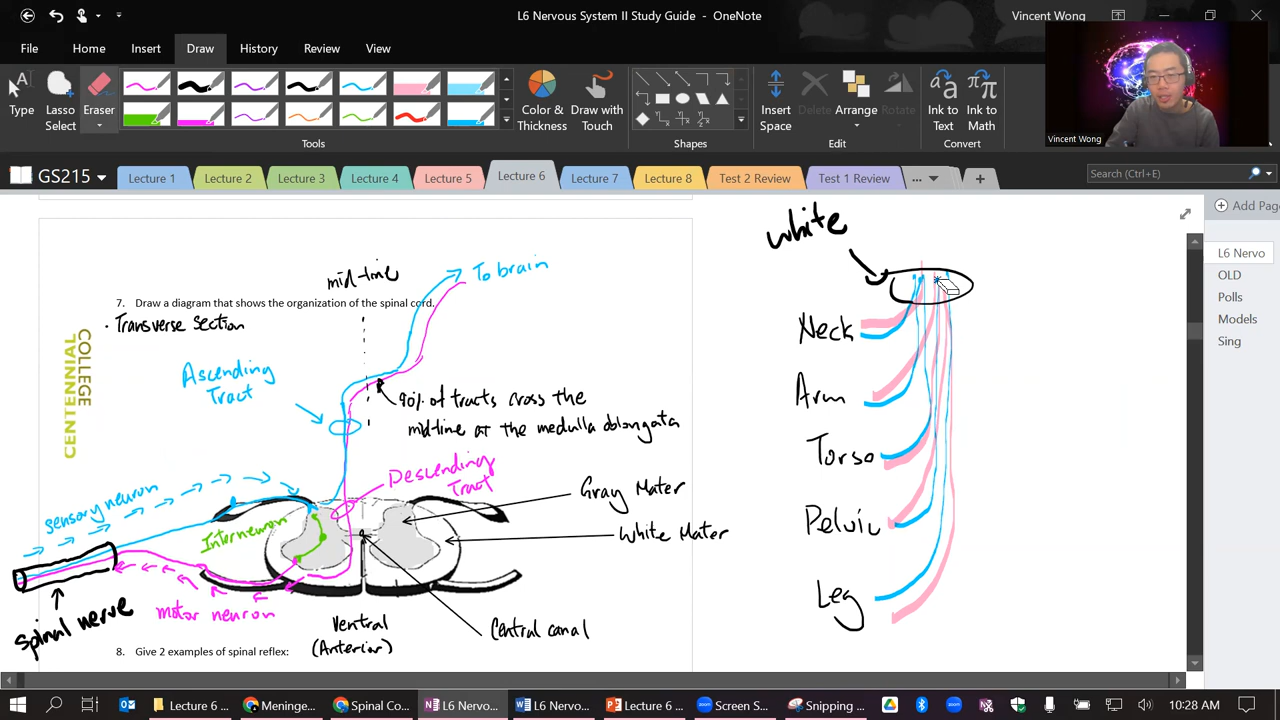 L6 Nervous System II Study Guide - OneNote
Vincent Wong
File
Home
Insert
Draw
History
Review
View
Type
Lasso Select
Eraser
Color & Thickness
Draw with Touch
Insert Space
Delete
Arrange
Rotate
Ink to Text
Ink to Math
Tools
Shapes
Edit
Convert
Vincent Wong
GS215
Lecture 1
Lecture 2
Lecture 3
Lecture 4
Lecture 5
Lecture 6
Lecture 7
Lecture 8
Test 2 Review
Test 1 Review
...
Search (Ctrl+E)
Add Pag
L6 Nervo
OLD
Polls
Models
Sing
CENTENNIAL
COLLEGE
7. Draw a diagram that shows the organization of the spinal cord.
• Transverse section
midline
To brain
Ascending
Tract
90% of tracts cross the
midline at the medulla oblongata
Descending
Tract
Gray Mater
White Mater
sensory neuron
Interneuron
motor neuron
spinal nerve
Ventral
(Anterior)
Central canal
8. Give 2 examples of spinal reflex:
white
Neck
Arm
Torso
Pelvic
Leg
Lecture 6 ...
Meninge...
Spinal Co...
L6 Nervo...
Lecture 6 ...
Screen S...
Snipping ...
10:28 AM